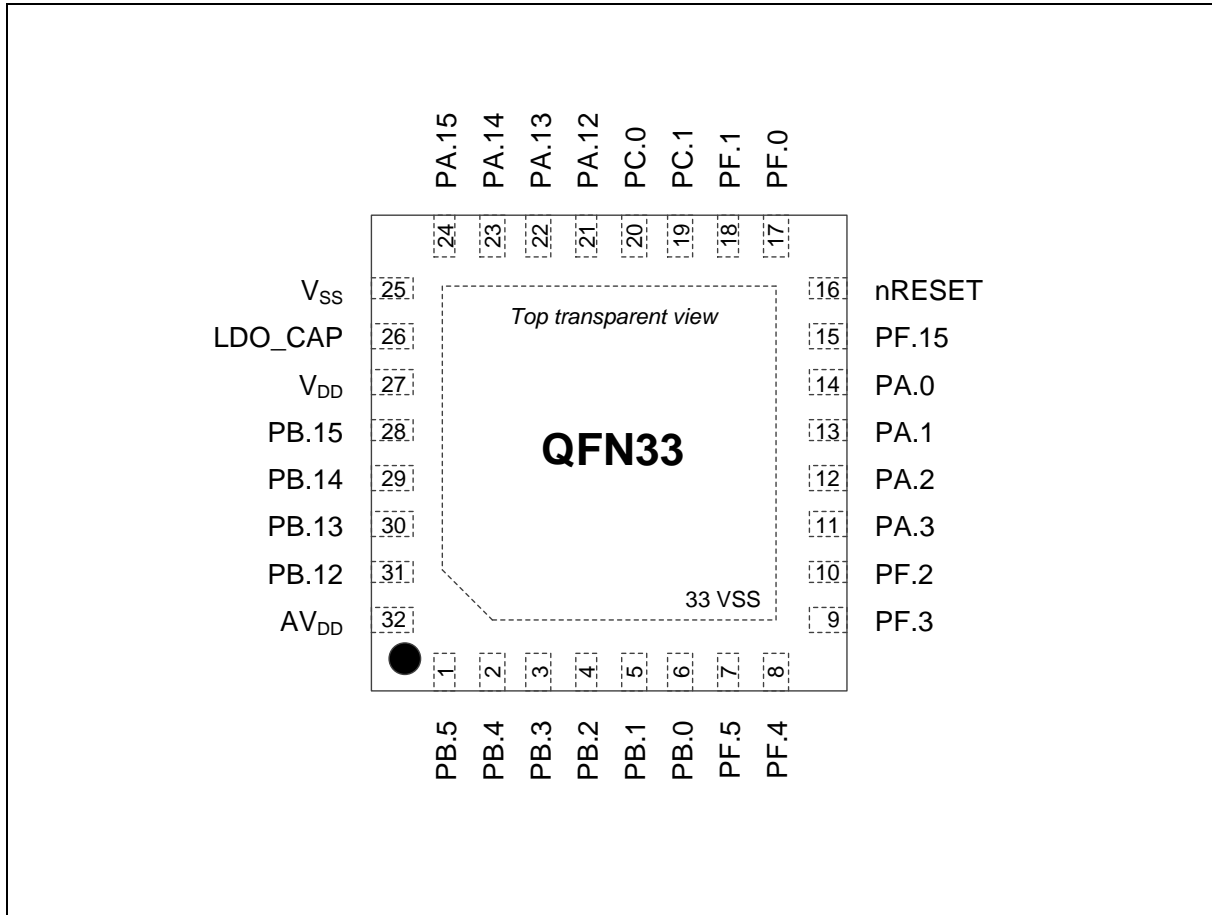 PA.15 PA.14 PA.13 PA.12 PC.0 PC.1 PF.1 PF.0
24 23 22 21 20 19 18 17
VSS 25 16 nRESET
Top transparent view
LDO_CAP 26 15 PF.15
VDD 27 14 PA.0
PB.15 28 13 PA.1
QFN33
PB.14 29 12 PA.2
PB.13 30 11 PA.3
PB.12 31 10 PF.2
33 VSS
AVDD 32 9 PF.3
1 2 3 4 5 6 7 8
PB.5 PB.4 PB.3 PB.2 PB.1 PB.0 PF.5 PF.4